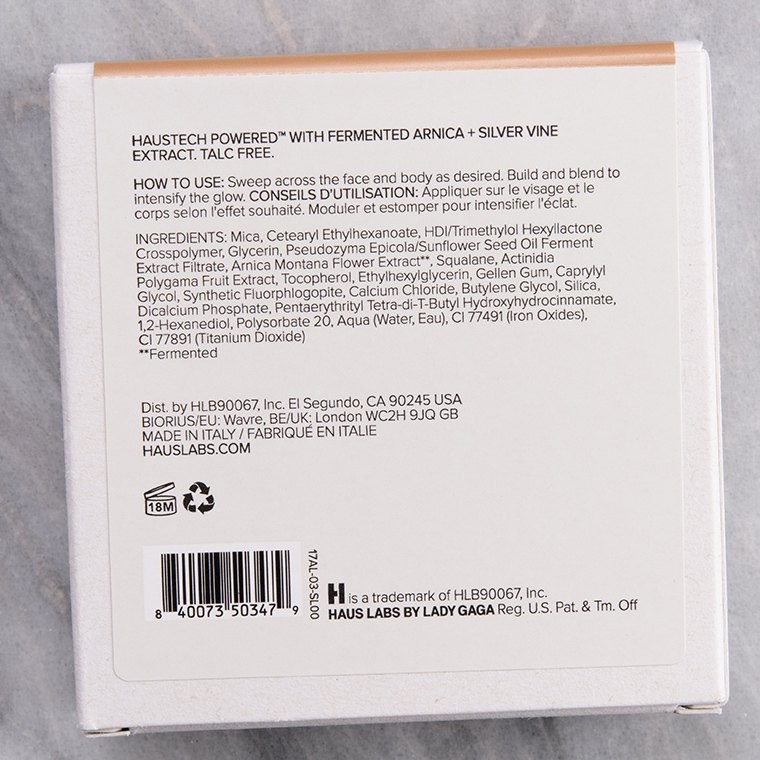 HAUSTECH POWERED™ WITH FERMENTED ARNICA + SILVER VINE
EXTRACT. TALC FREE.
HOW TO USE: Sweep across the face and body as desired. Build and blend to
intensify the glow. CONSEILS D'UTILISATION: Appliquer sur le visage et le
corps selon l'effet souhaité. Moduler et estomper pour intensifier l'éclat.
INGREDIENTS: Mica, Cetearyl Ethylhexanoate, HDI/Trimethylol Hexyllactone
Crosspolymer, Glycerin, Pseudozyma Epicola/Sunflower Seed Oil Ferment
Extract Filtrate, Arnica Montana Flower Extract**, Squalane, Actinidia
Polygama Fruit Extract, Tocopherol, Ethylhexylglycerin, Gellen Gum, Caprylyl
Glycol, Synthetic Fluorphlogopite, Calcium Chloride, Butylene Glycol, Silica,
Dicalcium Phosphate, Pentaerythrityl Tetra-di-T-Butyl Hydroxyhydrocinnamate,
1,2-Hexanediol, Polysorbate 20, Aqua (Water, Eau), CI 77491 (Iron Oxides),
CI 77891 (Titanium Dioxide)
**Fermented
Dist. by HLB90067, Inc. El Segundo, CA 90245 USA
BIORIUS/EU: Wavre, BE/UK: London WC2H 9JQ GB
MADE IN ITALY / FABRIQUÉ EN ITALIE
HAUSLABS.COM
18M
8 40073 50347 9
17AL-03-SL00
H is a trademark of HLB90067, Inc.
HAUS LABS BY LADY GAGA Reg. U.S. Pat. & Tm. Off